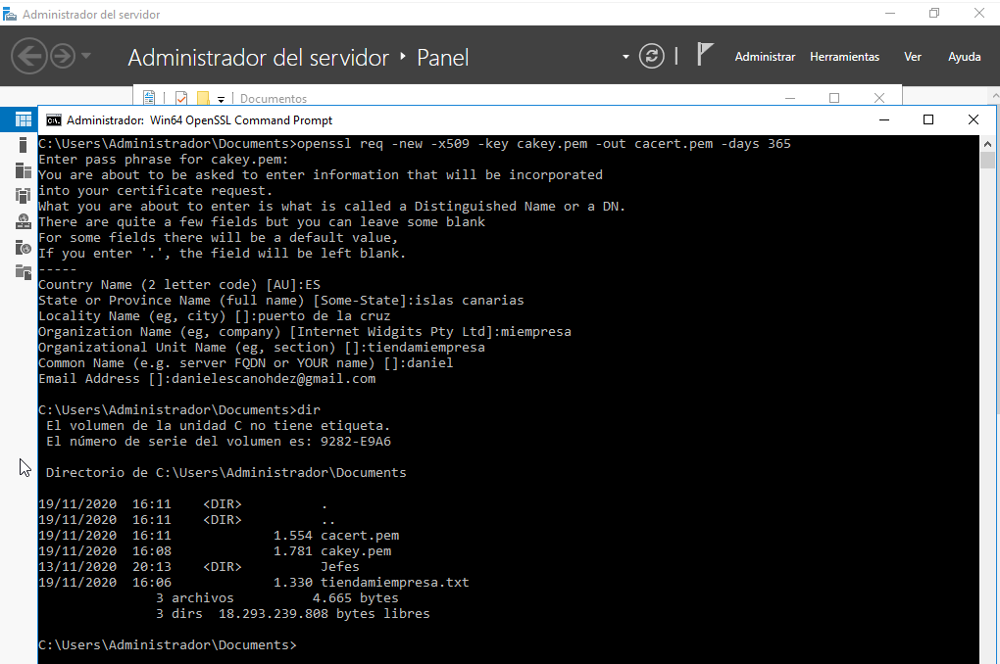 Administrador del servidor
Administrador del servidor ‣ Panel
Administrar Herramientas Ver Ayuda
Documentos
Administrador: Win64 OpenSSL Command Prompt
C:\Users\Administrador\Documents>openssl req -new -x509 -key cakey.pem -out cacert.pem -days 365
Enter pass phrase for cakey.pem:
You are about to be asked to enter information that will be incorporated
into your certificate request.
What you are about to enter is what is called a Distinguished Name or a DN.
There are quite a few fields but you can leave some blank
For some fields there will be a default value,
If you enter '.', the field will be left blank.
-----
Country Name (2 letter code) [AU]:ES
State or Province Name (full name) [Some-State]:islas canarias
Locality Name (eg, city) []:puerto de la cruz
Organization Name (eg, company) [Internet Widgits Pty Ltd]:miempresa
Organizational Unit Name (eg, section) []:tiendamiempresa
Common Name (e.g. server FQDN or YOUR name) []:daniel
Email Address []:danielescanohdez@gmail.com
C:\Users\Administrador\Documents>dir
El volumen de la unidad C no tiene etiqueta.
El número de serie del volumen es: 9282-E9A6
Directorio de C:\Users\Administrador\Documents
19/11/2020 16:11 <DIR> .
19/11/2020 16:11 <DIR> ..
19/11/2020 16:11 1.554 cacert.pem
19/11/2020 16:08 1.781 cakey.pem
13/11/2020 20:13 <DIR> Jefes
19/11/2020 16:06 1.330 tiendamiempresa.txt
3 archivos 4.665 bytes
3 dirs 18.293.239.808 bytes libres
C:\Users\Administrador\Documents>